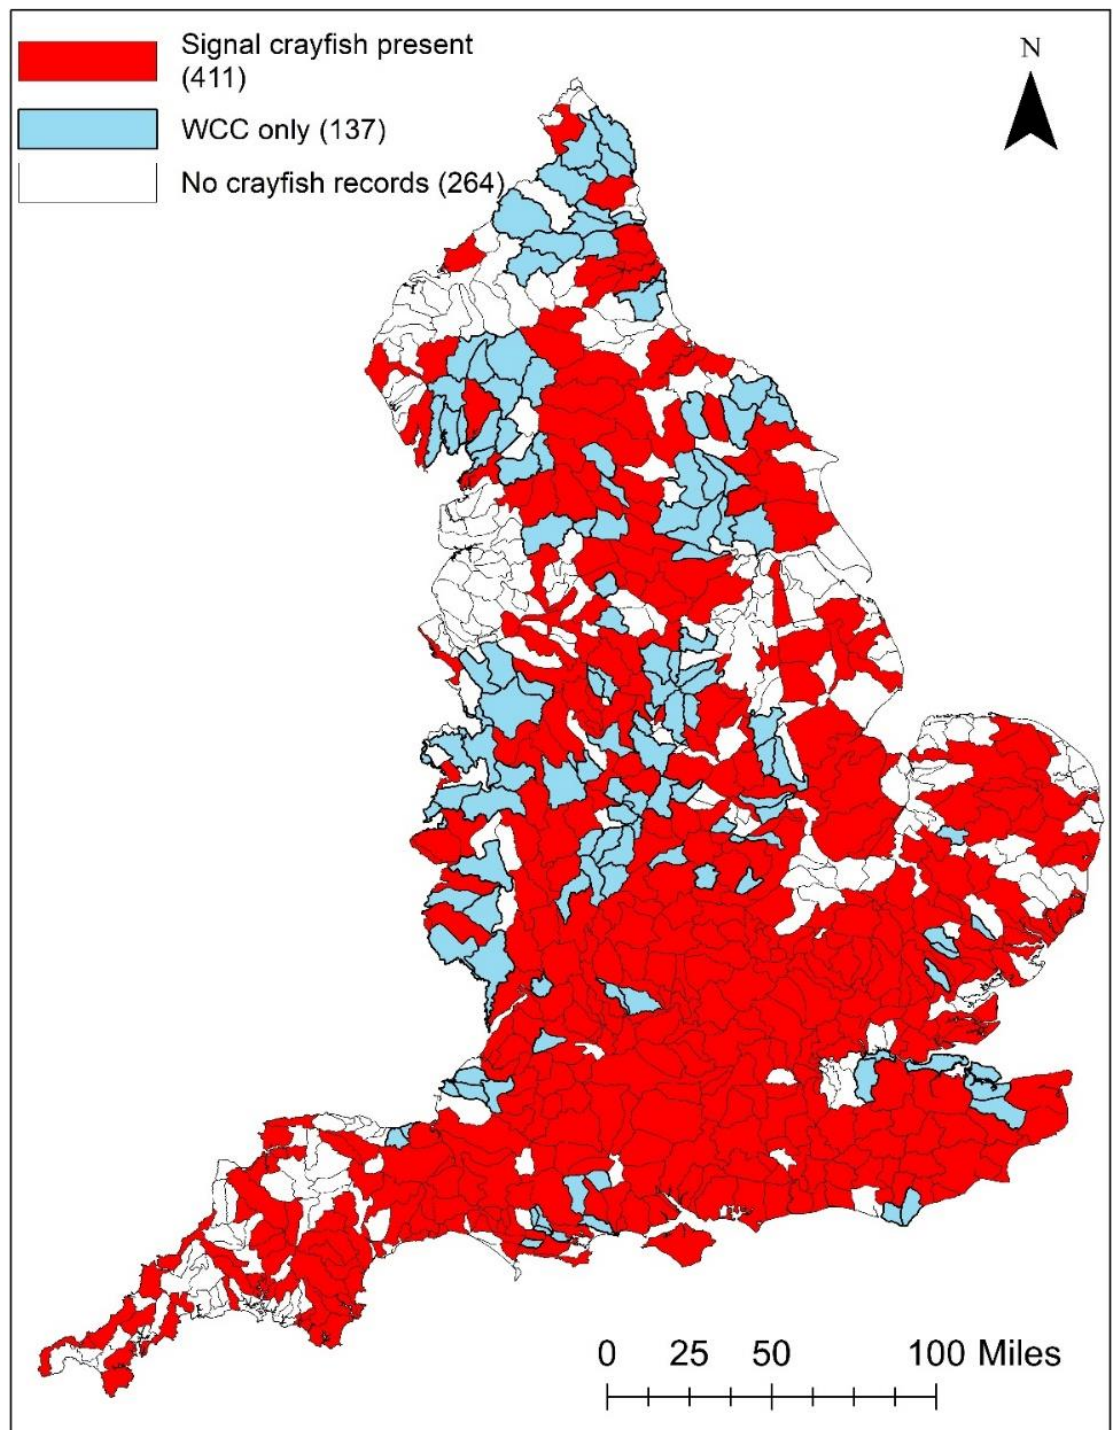 Signal crayfish present
(411)
WCC only (137)
No crayfish records (264)
N
0 25 50 100 Miles